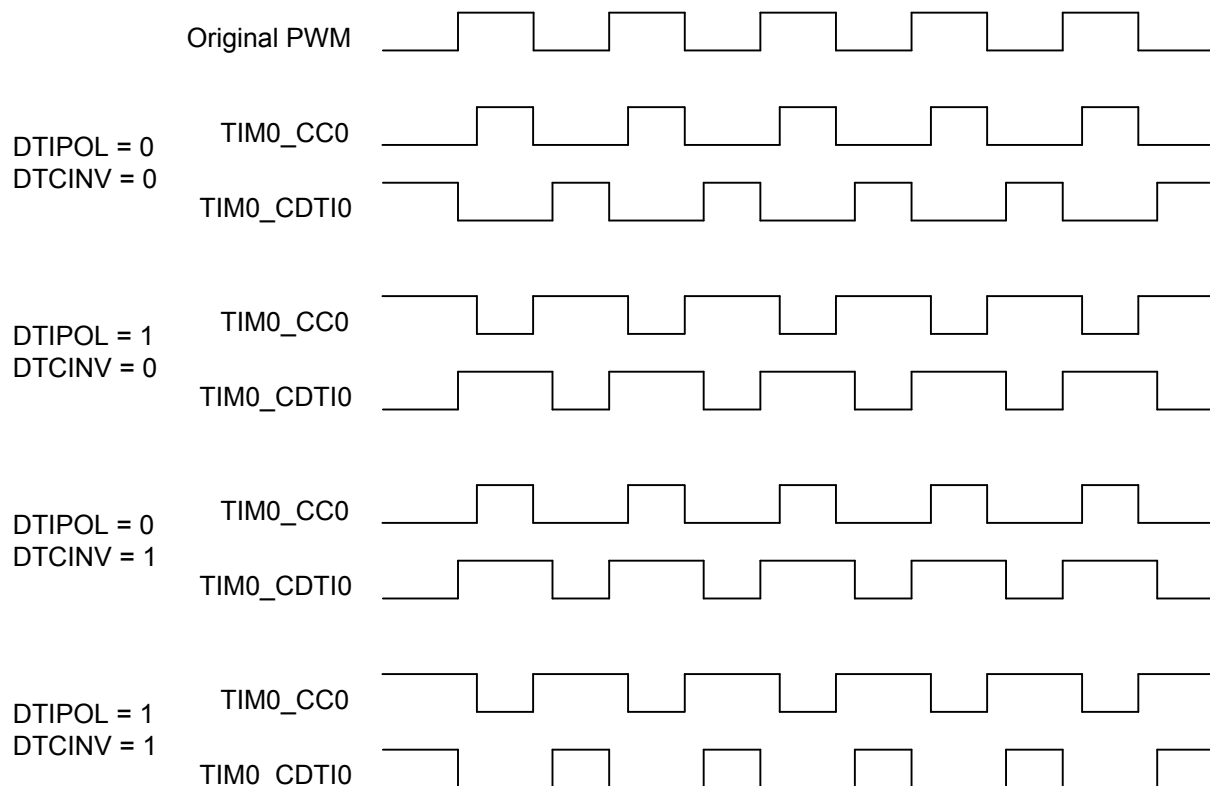 Original PWM
TIM0_CC0
DTIPOL = 0
DTCINV = 0
TIM0_CDTI0
TIM0_CC0
DTIPOL = 1
DTCINV = 0
TIM0_CDTI0
TIM0_CC0
DTIPOL = 0
DTCINV = 1
TIM0_CDTI0
TIM0_CC0
DTIPOL = 1
DTCINV = 1
TIM0_CDTI0